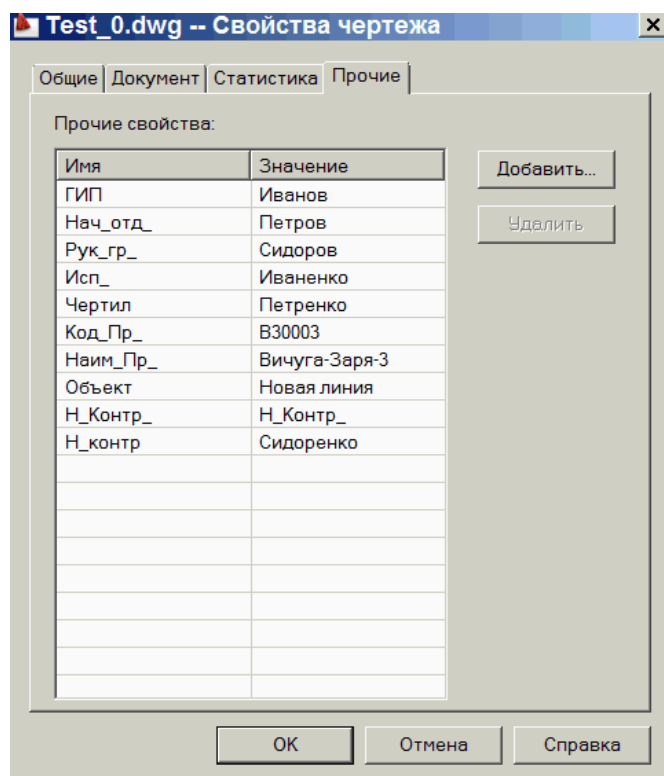 Test_0.dwg -- Свойства чертежа
Общие Документ Статистика Прочие
Прочие свойства:
Имя Значение
Добавить...
ГИП Иванов
Нач_отд_ Петров
Удалить
Рук_гр_ Сидоров
Исп_ Иваненко
Чертил Петренко
Код_Пр_ В30003
Наим_Пр_ Вичуга-Заря-3
Объект Новая линия
Н_Контр_ Н_Контр_
Н_контр Сидоренко
OK Отмена Справка